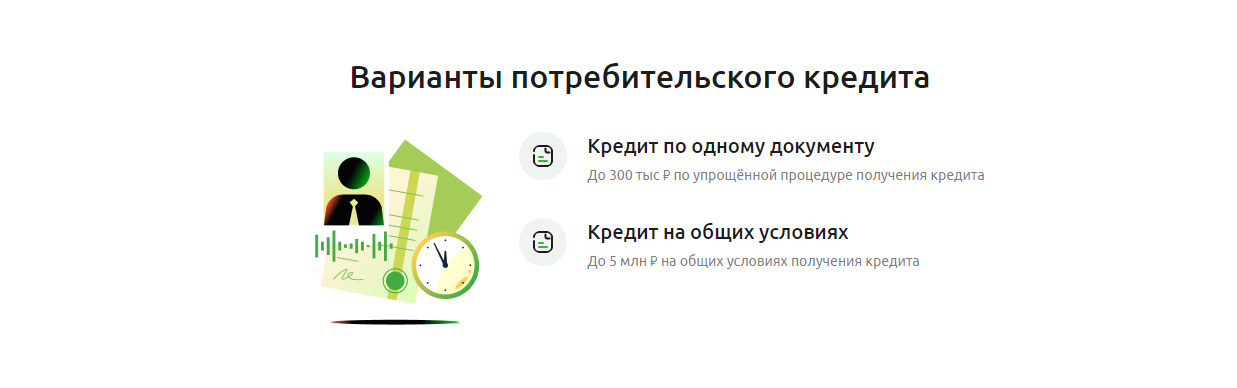 Варианты потребительского кредита
Кредит по одному документу
До 300 тыс ₽ по упрощённой процедуре получения кредита
Кредит на общих условиях
До 5 млн ₽ на общих условиях получения кредита